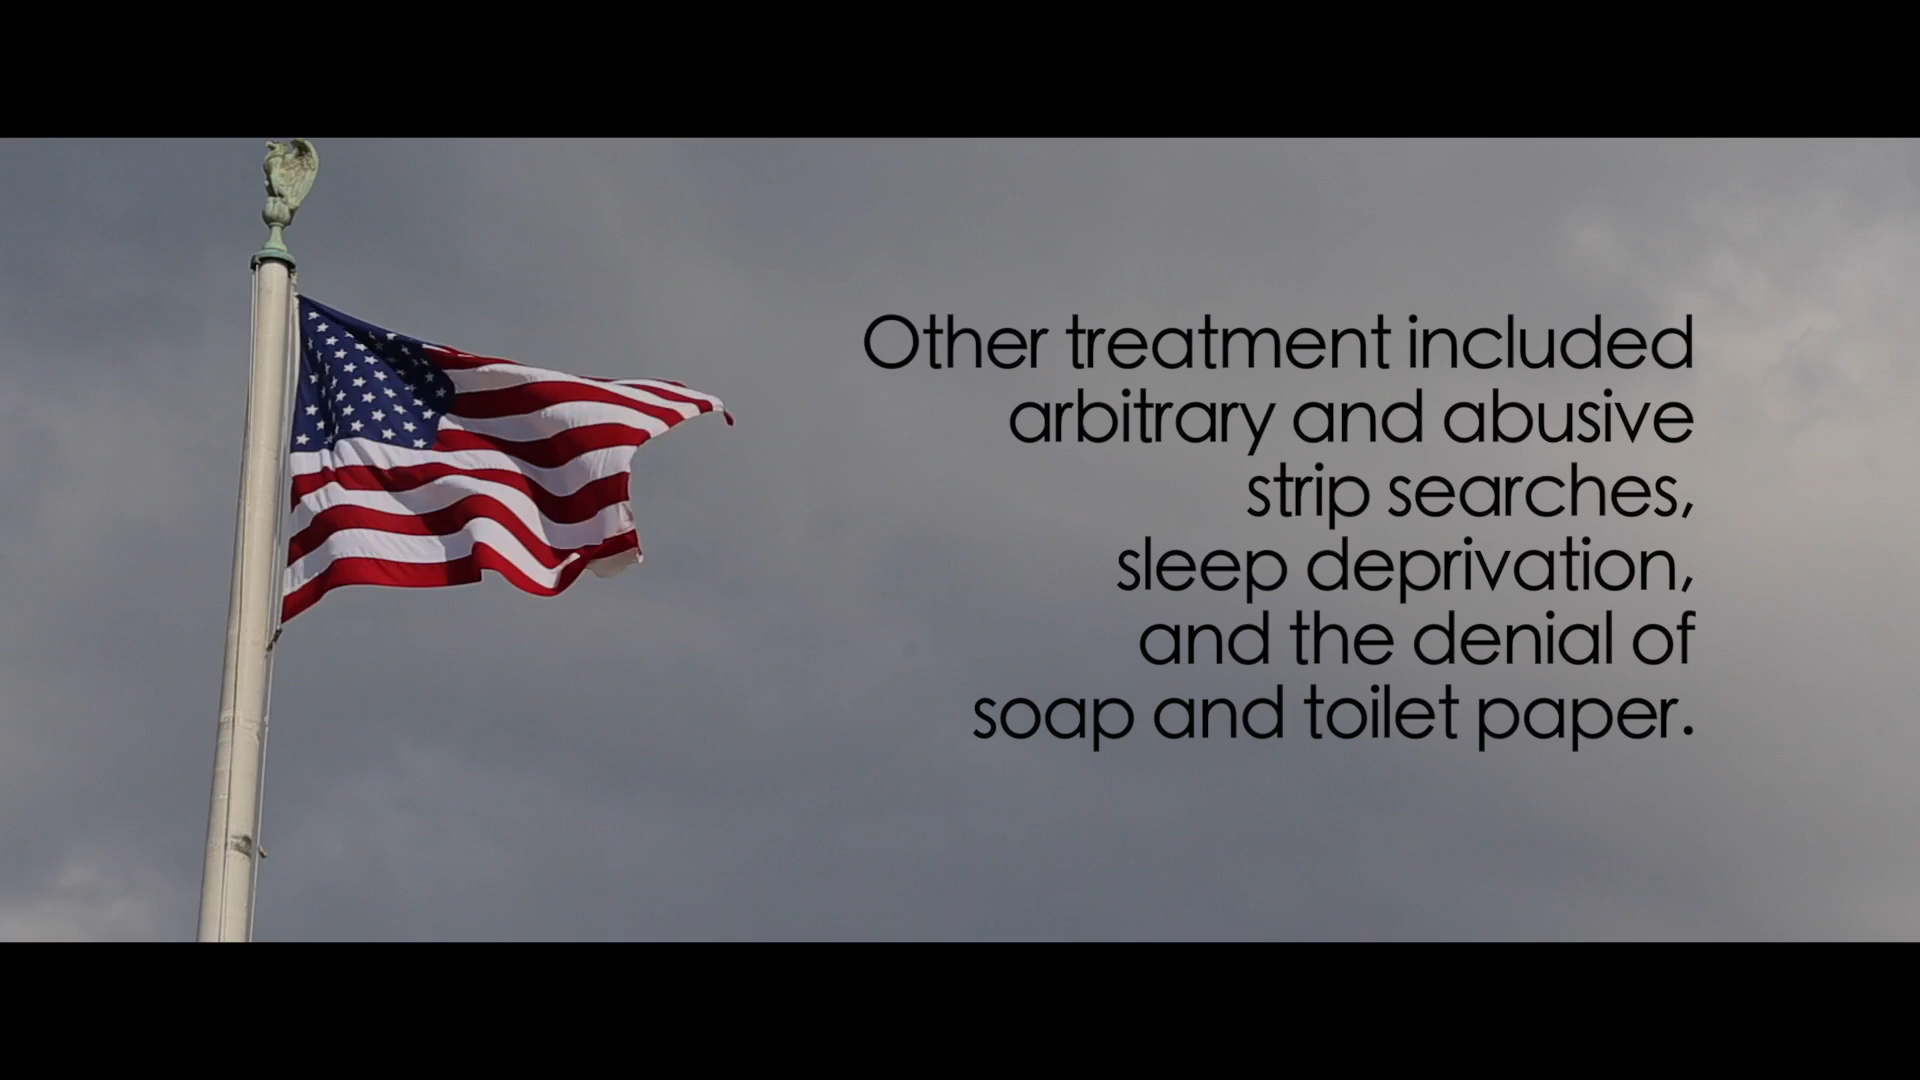 Other treatment included
arbitrary and abusive
strip searches,
sleep deprivation,
and the denial of
soap and toilet paper.